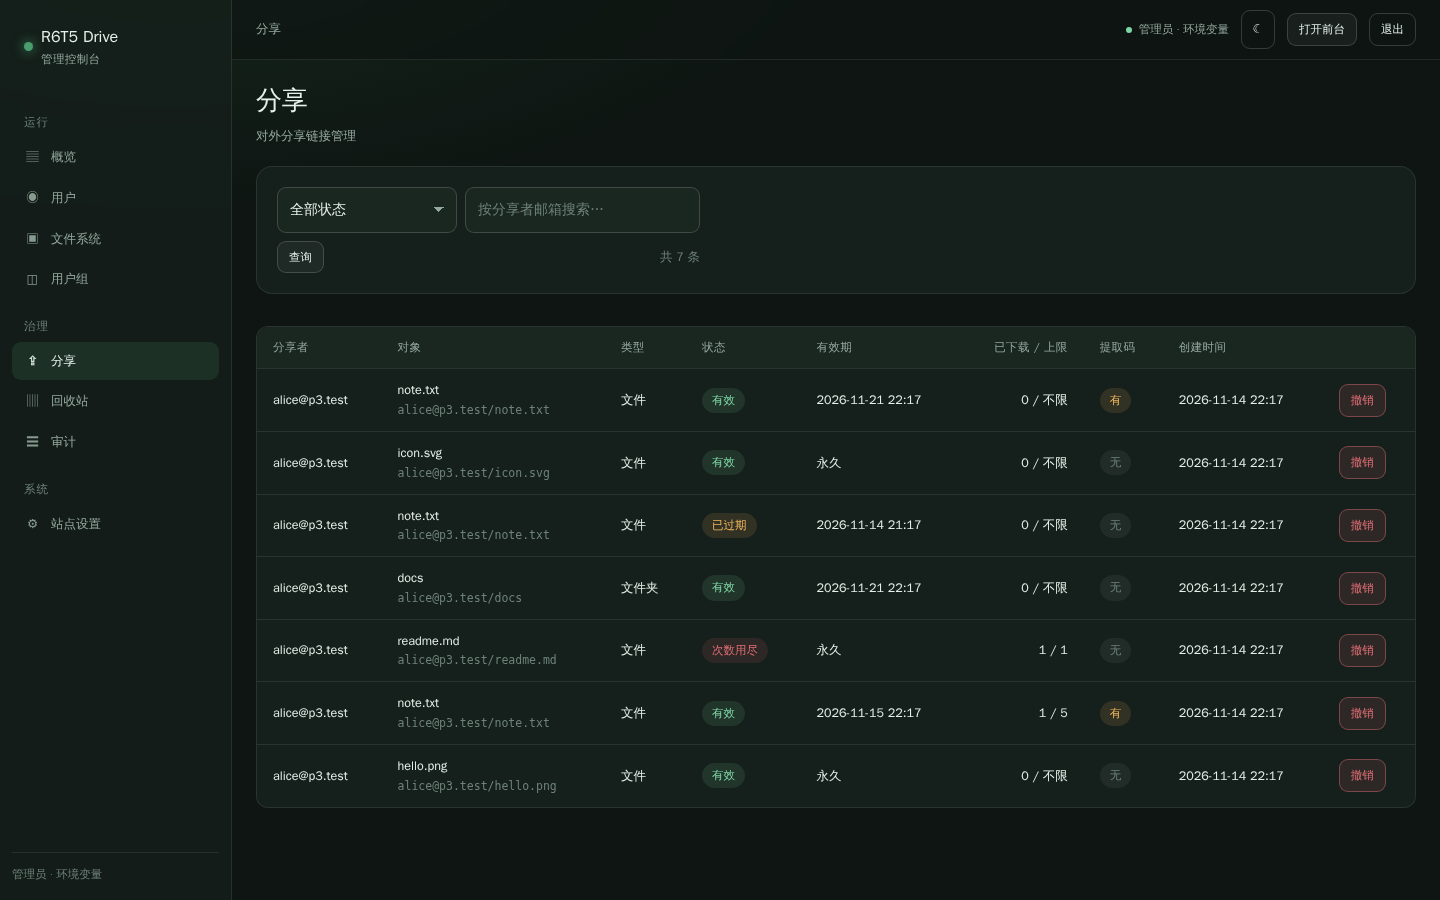 R6T5 Drive
管理控制台
运行
概览
用户
文件系统
用户组
治理
分享
回收站
审计
系统
站点设置
管理员 · 环境变量
分享
管理员 · 环境变量
打开前台
退出
分享
对外分享链接管理
全部状态
按分享者邮箱搜索…
查询
共 7 条
分享者 对象 类型 状态 有效期 已下载 / 上限 提取码 创建时间
alice@p3.test note.txt alice@p3.test/note.txt 文件 有效 2026-11-21 22:17 0 / 不限 有 2026-11-14 22:17 撤销
alice@p3.test icon.svg alice@p3.test/icon.svg 文件 有效 永久 0 / 不限 无 2026-11-14 22:17 撤销
alice@p3.test note.txt alice@p3.test/note.txt 文件 已过期 2026-11-14 21:17 0 / 不限 无 2026-11-14 22:17 撤销
alice@p3.test docs alice@p3.test/docs 文件夹 有效 2026-11-21 22:17 0 / 不限 无 2026-11-14 22:17 撤销
alice@p3.test readme.md alice@p3.test/readme.md 文件 次数用尽 永久 1 / 1 无 2026-11-14 22:17 撤销
alice@p3.test note.txt alice@p3.test/note.txt 文件 有效 2026-11-15 22:17 1 / 5 有 2026-11-14 22:17 撤销
alice@p3.test hello.png alice@p3.test/hello.png 文件 有效 永久 0 / 不限 无 2026-11-14 22:17 撤销